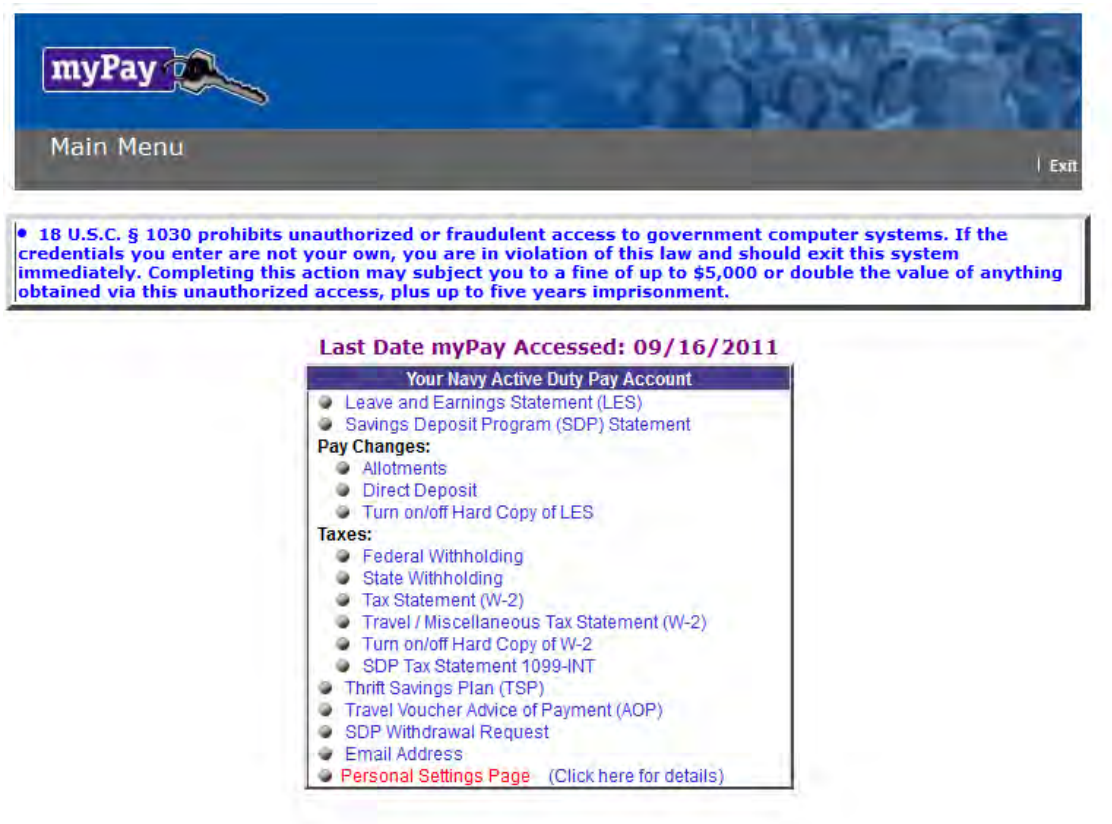 myPay
Main Menu
| Exit
• 18 U.S.C. § 1030 prohibits unauthorized or fraudulent access to government computer systems. If the
credentials you enter are not your own, you are in violation of this law and should exit this system
immediately. Completing this action may subject you to a fine of up to $5,000 or double the value of anything
obtained via this unauthorized access, plus up to five years imprisonment.
Last Date myPay Accessed: 09/16/2011
Your Navy Active Duty Pay Account
Leave and Earnings Statement (LES)
Savings Deposit Program (SDP) Statement
Pay Changes:
Allotments
Direct Deposit
Turn on/off Hard Copy of LES
Taxes:
Federal Withholding
State Withholding
Tax Statement (W-2)
Travel / Miscellaneous Tax Statement (W-2)
Turn on/off Hard Copy of W-2
SDP Tax Statement 1099-INT
Thrift Savings Plan (TSP)
Travel Voucher Advice of Payment (AOP)
SDP Withdrawal Request
Email Address
Personal Settings Page (Click here for details)